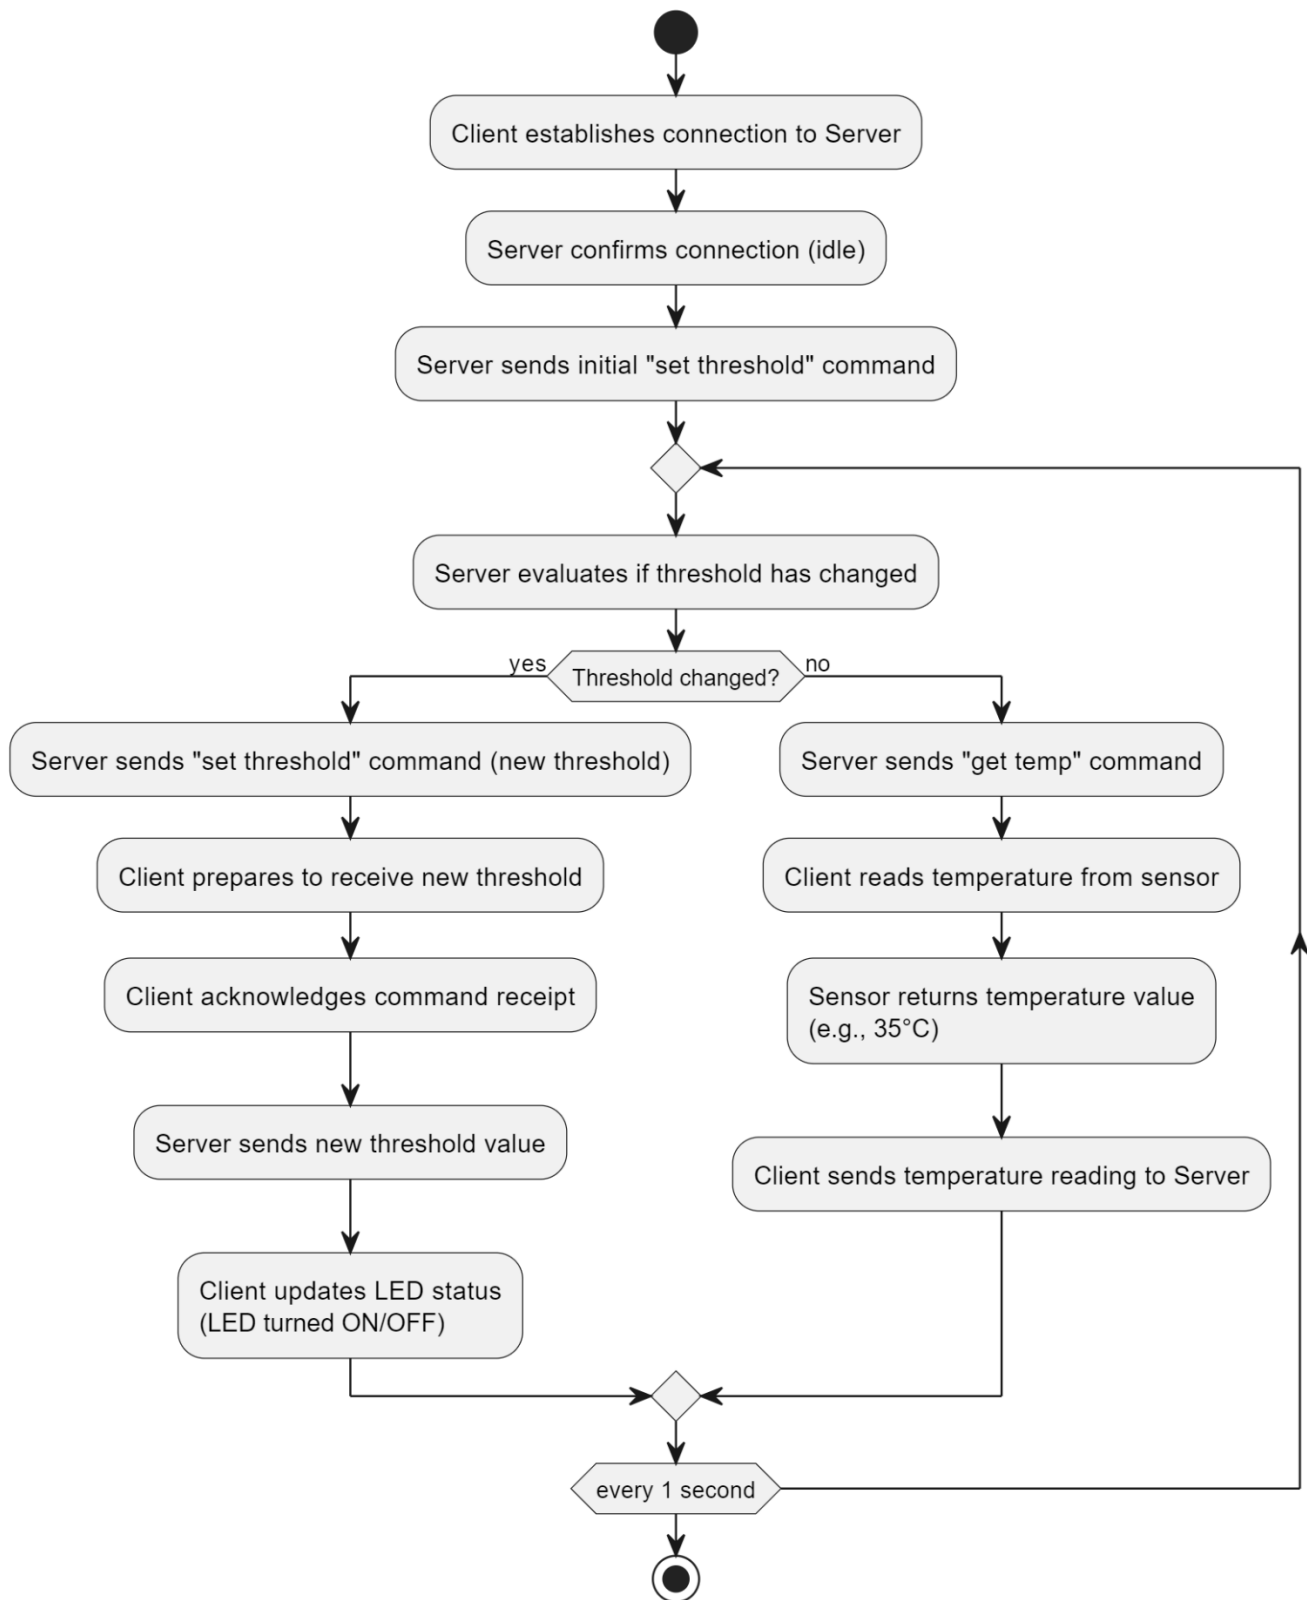 Client establishes connection to Server
Server confirms connection (idle)
Server sends initial "set threshold" command
Server evaluates if threshold has changed
yes
Threshold changed?
no
Server sends "set threshold" command (new threshold)
Server sends "get temp" command
Client prepares to receive new threshold
Client reads temperature from sensor
Client acknowledges command receipt
Sensor returns temperature value
(e.g., 35°C)
Server sends new threshold value
Client sends temperature reading to Server
Client updates LED status
(LED turned ON/OFF)
every 1 second